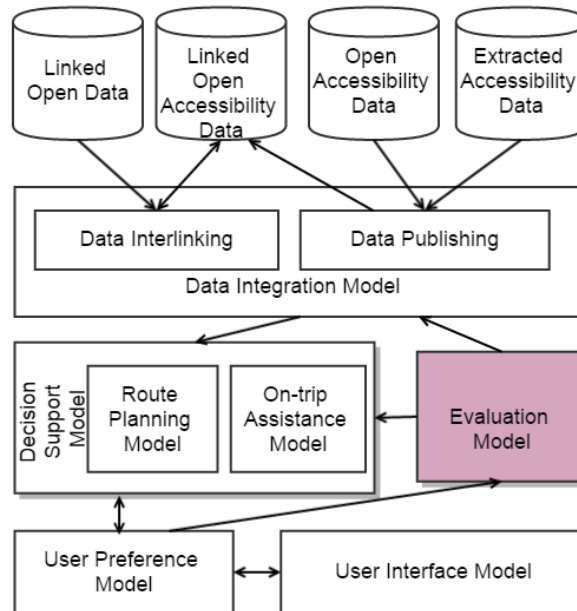 Linked
Open Data
Linked
Open
Accessibility
Data
Open
Accessibility
Data
Extracted
Accessibility
Data
Data Interlinking
Data Publishing
Data Integration Model
Decision
Support
Model
Route
Planning
Model
On-trip
Assistance
Model
Evaluation
Model
User Preference
Model
User Interface Model